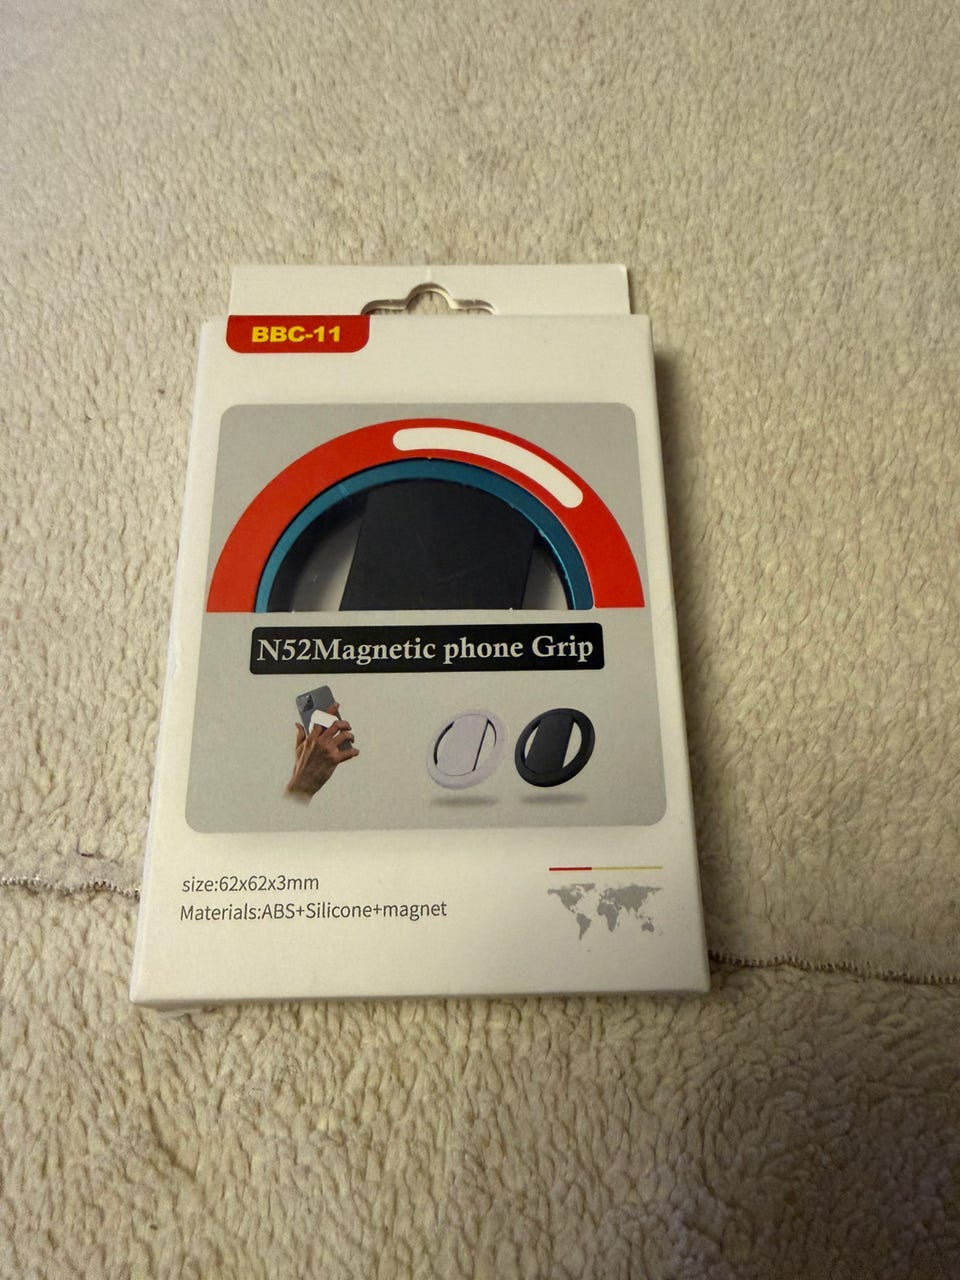 BBC-11
N52Magnetic phone Grip
size:62x62x3mm
Materials:ABS+Silicone+magnet